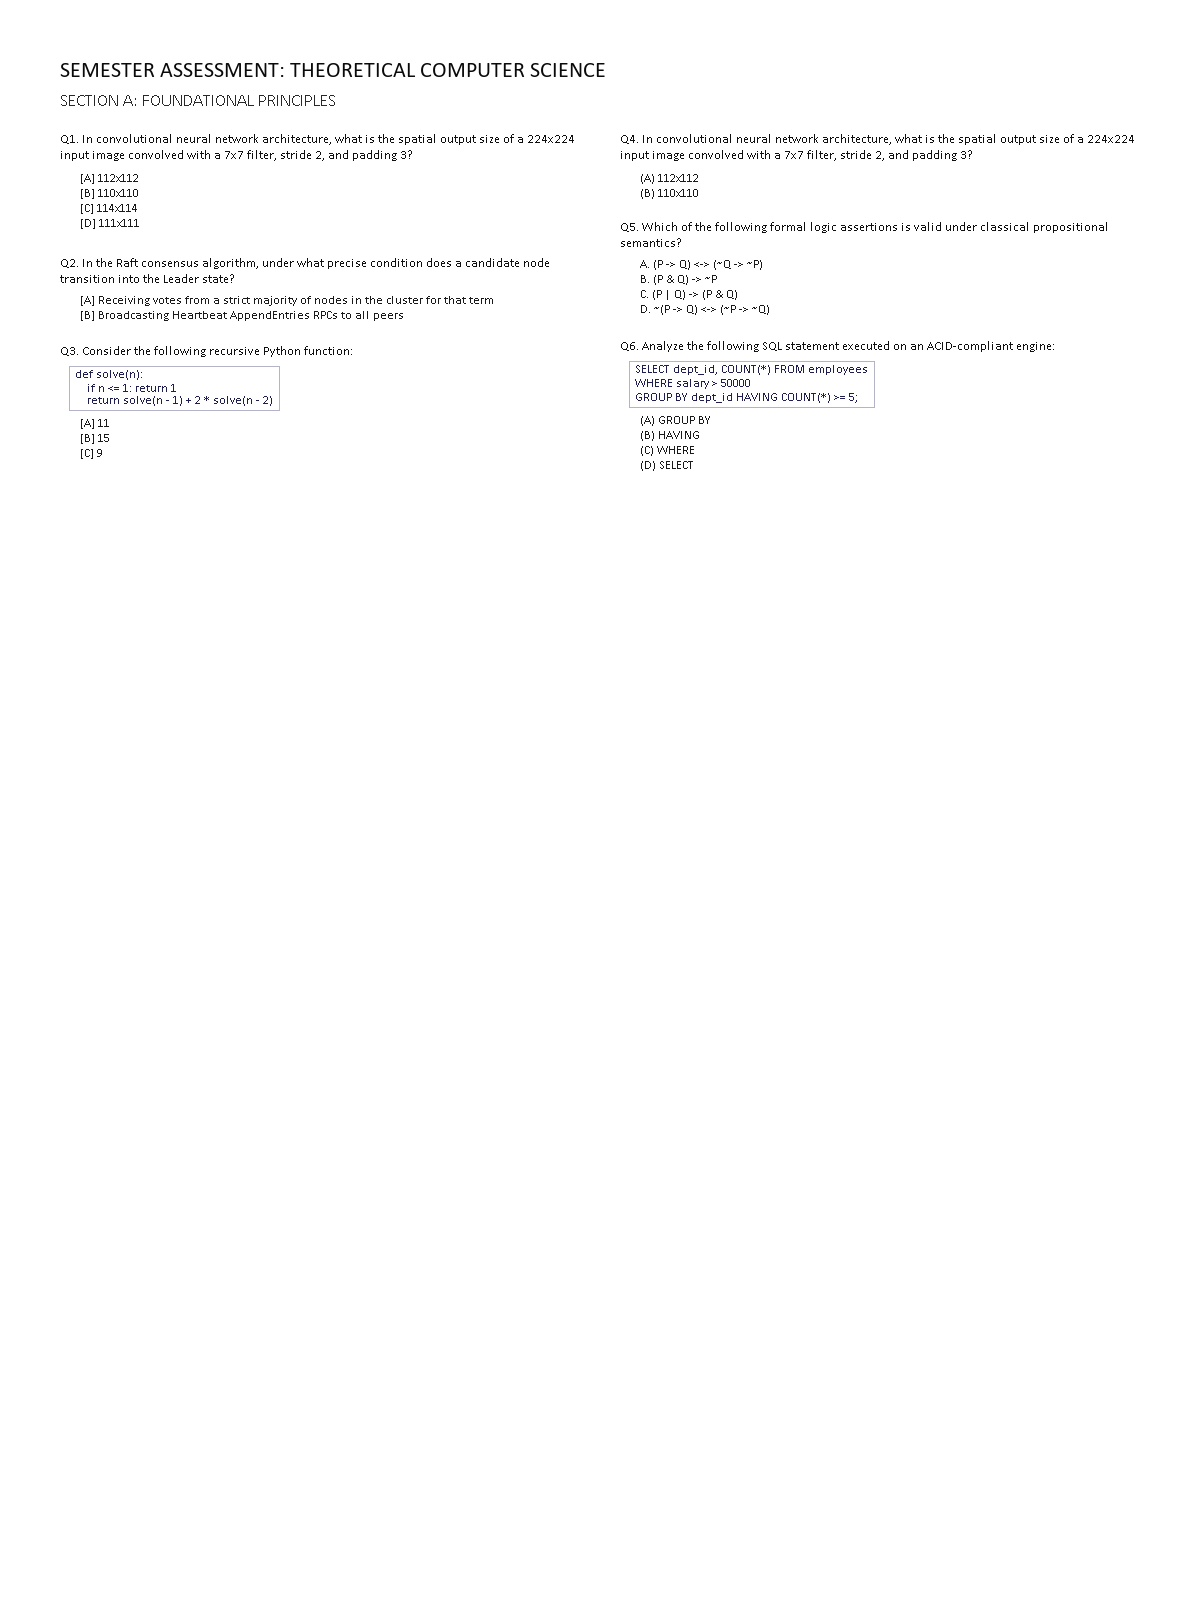 SEMESTER ASSESSMENT: THEORETICAL COMPUTER SCIENCE
SECTION A: FOUNDATIONAL PRINCIPLES
Q1. In convolutional neural network architecture, what is the spatial output size of a 224x224
input image convolved with a 7x7 filter, stride 2, and padding 3?
[A] 112x112
[B] 110x110
[C] 114x114
[D] 111x111
Q2. In the Raft consensus algorithm, under what precise condition does a candidate node
transition into the Leader state?
[A] Receiving votes from a strict majority of nodes in the cluster for that term
[B] Broadcasting Heartbeat AppendEntries RPCs to all peers
Q3. Consider the following recursive Python function:
def solve(n):
    if n <= 1: return 1
    return solve(n - 1) + 2 * solve(n - 2)
[A] 11
[B] 15
[C] 9
Q4. In convolutional neural network architecture, what is the spatial output size of a 224x224
input image convolved with a 7x7 filter, stride 2, and padding 3?
(A) 112x112
(B) 110x110
Q5. Which of the following formal logic assertions is valid under classical propositional
semantics?
A. (P -> Q) <-> (~Q -> ~P)
B. (P & Q) -> ~P
C. (P | Q) -> (P & Q)
D. ~(P -> Q) <-> (~P -> ~Q)
Q6. Analyze the following SQL statement executed on an ACID-compliant engine:
SELECT dept_id, COUNT(*) FROM employees
WHERE salary > 50000
GROUP BY dept_id HAVING COUNT(*) >= 5;
(A) GROUP BY
(B) HAVING
(C) WHERE
(D) SELECT